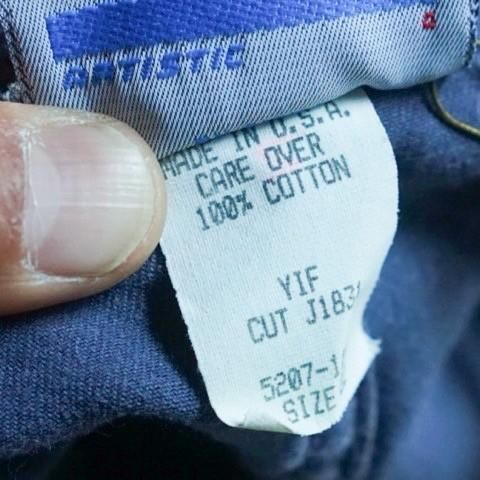 ARTISTIC
MADE IN U.S.A.
CARE OVER
100% COTTON
YIF
CUT J183
5207-1
SIZE